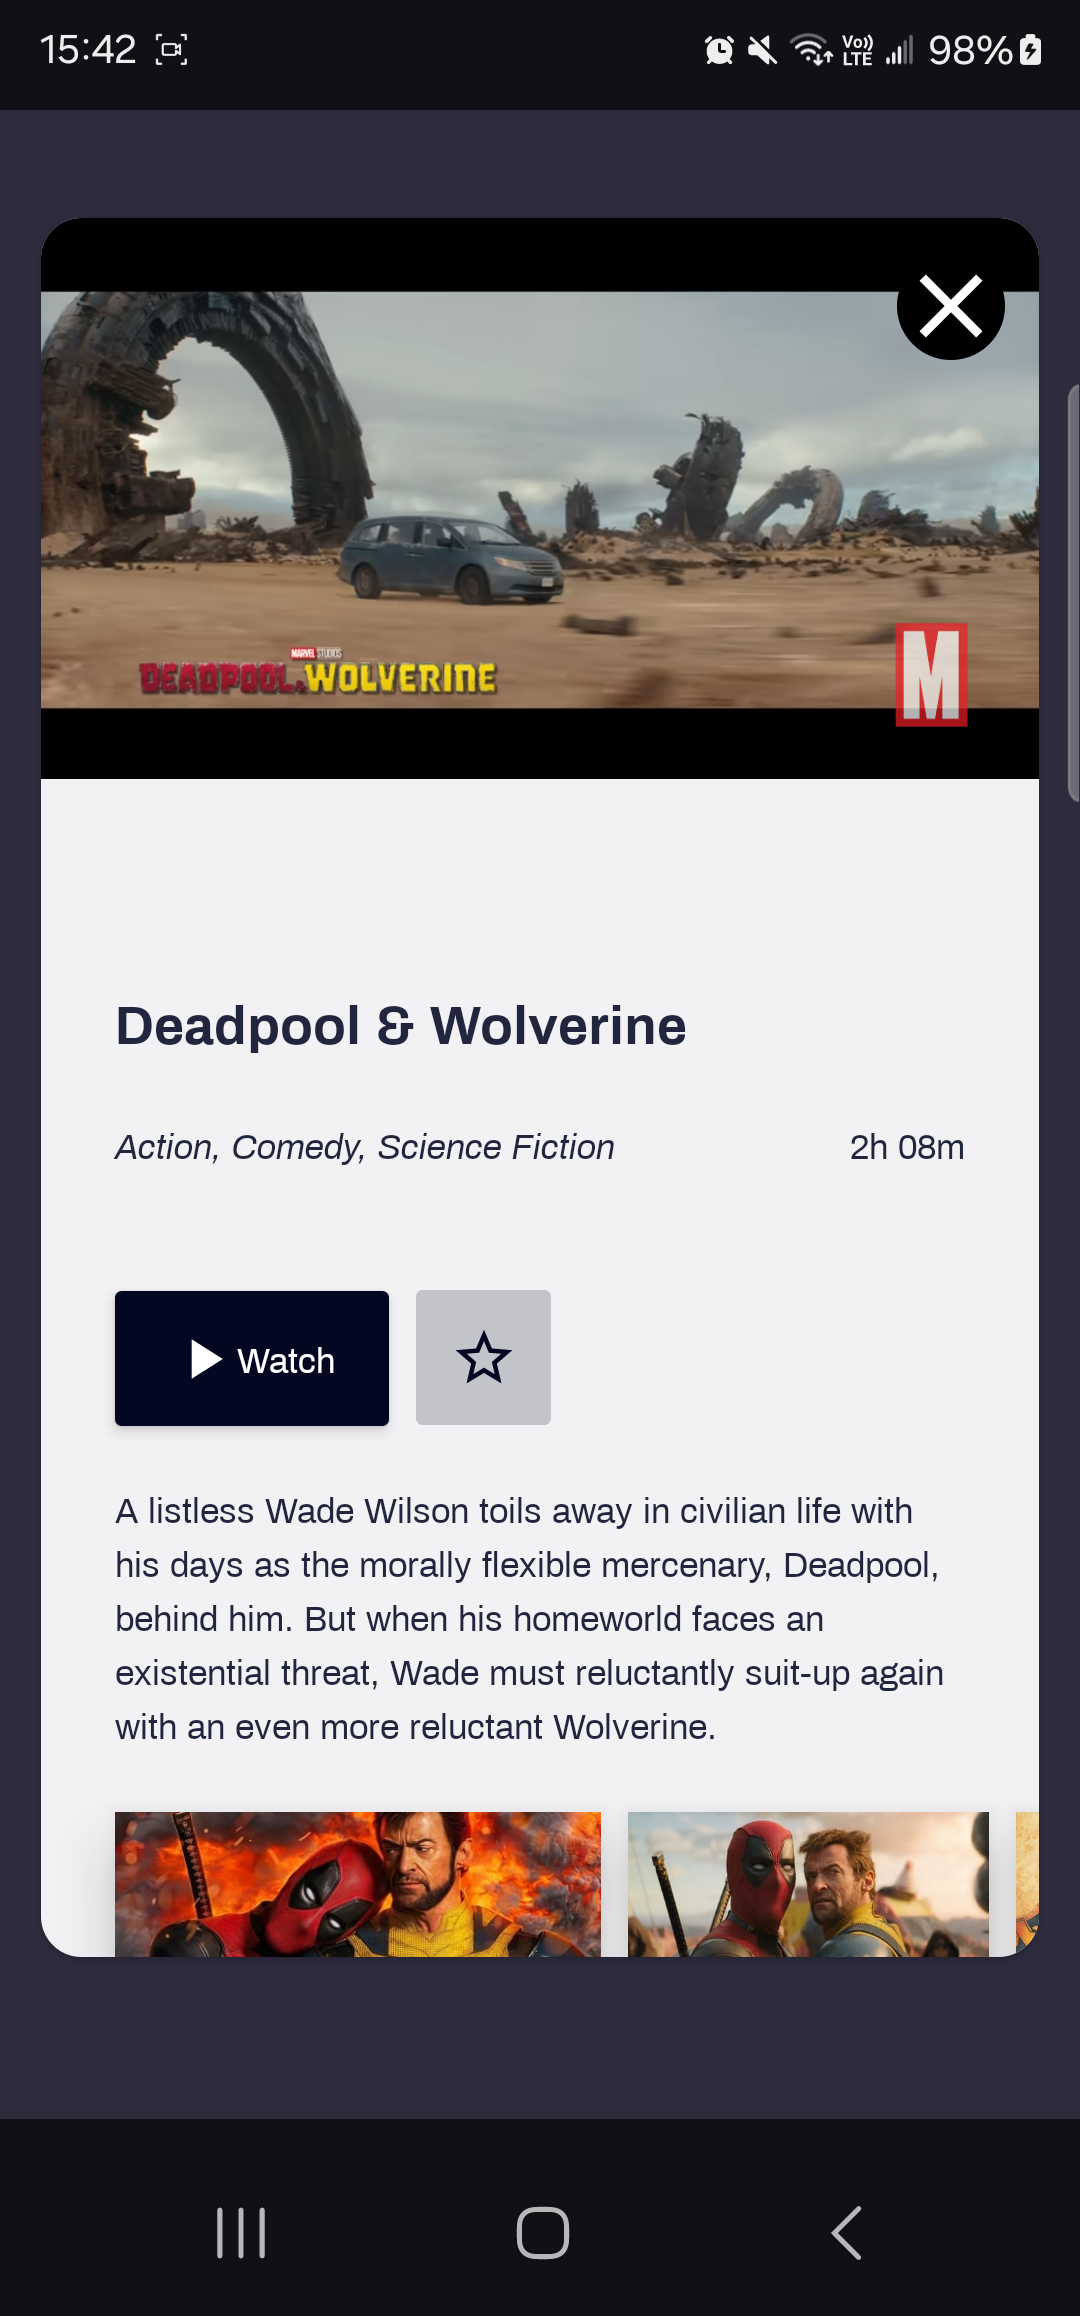 15:42
Vo))
LTE
98%
MARVEL STUDIOS
DEADPOOL & WOLVERINE
M
Deadpool & Wolverine
Action, Comedy, Science Fiction
2h 08m
Watch
A listless Wade Wilson toils away in civilian life with
his days as the morally flexible mercenary, Deadpool,
behind him. But when his homeworld faces an
existential threat, Wade must reluctantly suit-up again
with an even more reluctant Wolverine.